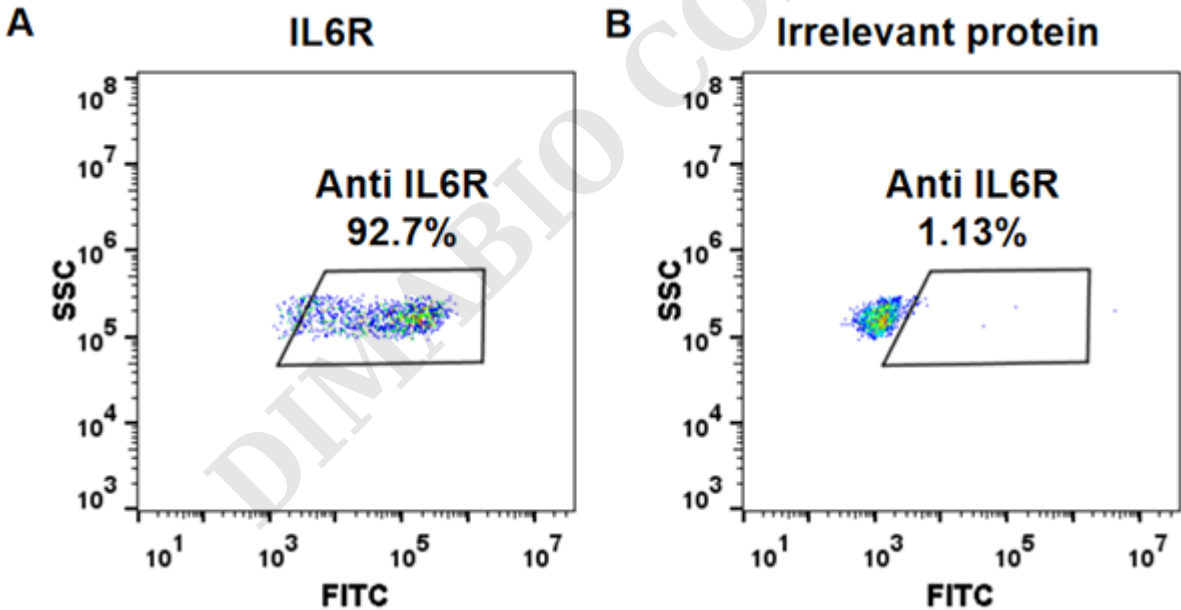 A
IL6R
Anti IL6R
92.7%
10^8
10^7
10^6
10^5
10^4
10^3
SSC
10^1
10^3
10^5
10^7
FITC
B
Irrelevant protein
Anti IL6R
1.13%
10^8
10^7
10^6
10^5
10^4
10^3
SSC
10^1
10^3
10^5
10^7
FITC
DIMABIO CO